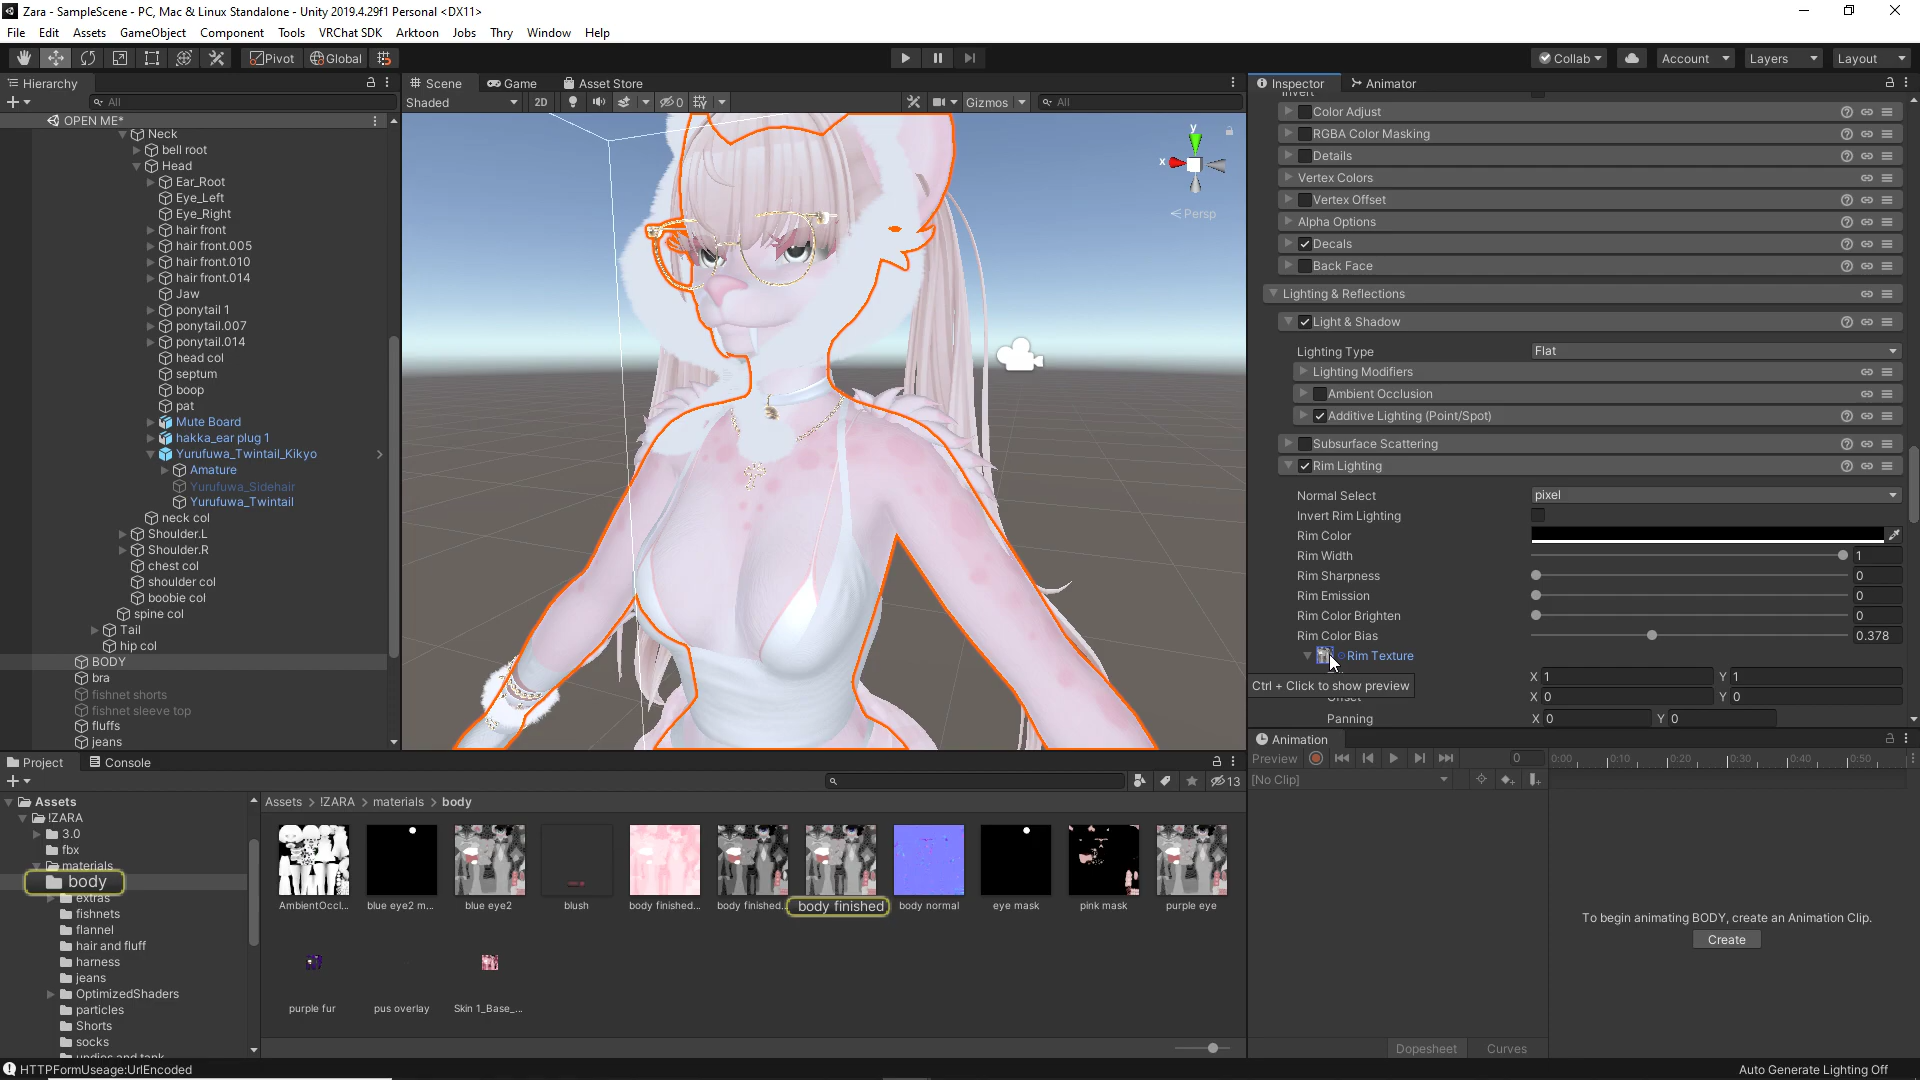 Zara - SampleScene - PC, Mac & Linux Standalone - Unity 2019.4.29f1 Personal <DX11>
File Edit Assets GameObject Component Tools VRChat SDK Arktoon Jobs Thry Window Help
Pivot Global Collab Account Layers Layout
Hierarchy
All
OPEN ME*
Neck
bell root
Head
Ear_Root
Eye_Left
Eye_Right
hair front
hair front.005
hair front.010
hair front.014
Jaw
ponytail 1
ponytail.007
ponytail.014
head col
septum
boop
pat
Mute Board
hakka_ear plug 1
Yurufuwa_Twintail_Kikyo
Amature
Yurufuwa_Sidehair
Yurufuwa_Twintail
neck col
Shoulder.L
Shoulder.R
chest col
shoulder col
boobie col
spine col
Tail
hip col
BODY
bra
fishnet shorts
fishnet sleeve top
fluffs
jeans
Scene Game Asset Store
Shaded 2D 0 Gizmos All
y
x
Persp
Inspector Animator
Invert
Color Adjust
RGBA Color Masking
Details
Vertex Colors
Vertex Offset
Alpha Options
Decals
Back Face
Lighting & Reflections
Light & Shadow
Lighting Type Flat
Lighting Modifiers
Ambient Occlusion
Additive Lighting (Point/Spot)
Subsurface Scattering
Rim Lighting
Normal Select pixel
Invert Rim Lighting
Rim Color
Rim Width 1
Rim Sharpness 0
Rim Emission 0
Rim Color Brighten 0
Rim Color Bias 0.378
Rim Texture
Ctrl + Click to show preview
X 1 Y 1
Offset X 0 Y 0
Panning X 0 Y 0
Animation
Preview 0 0:00 0:10 0:20 0:30 0:40 0:50
[No Clip]
To begin animating BODY, create an Animation Clip.
Create
Dopesheet Curves
Project Console
13
Assets
!ZARA
3.0
fbx
materials
body
extras
fishnets
flannel
hair and fluff
harness
jeans
OptimizedShaders
particles
Shorts
socks
undies and tank
Assets > !ZARA > materials > body
AmbientOccl...
blue eye2 m...
blue eye2
blush
body finished...
body finished...
body finished
body normal
eye mask
pink mask
purple eye
purple fur
pus overlay
Skin 1_Base_...
HTTPFormUseage:UrlEncoded
Auto Generate Lighting Off